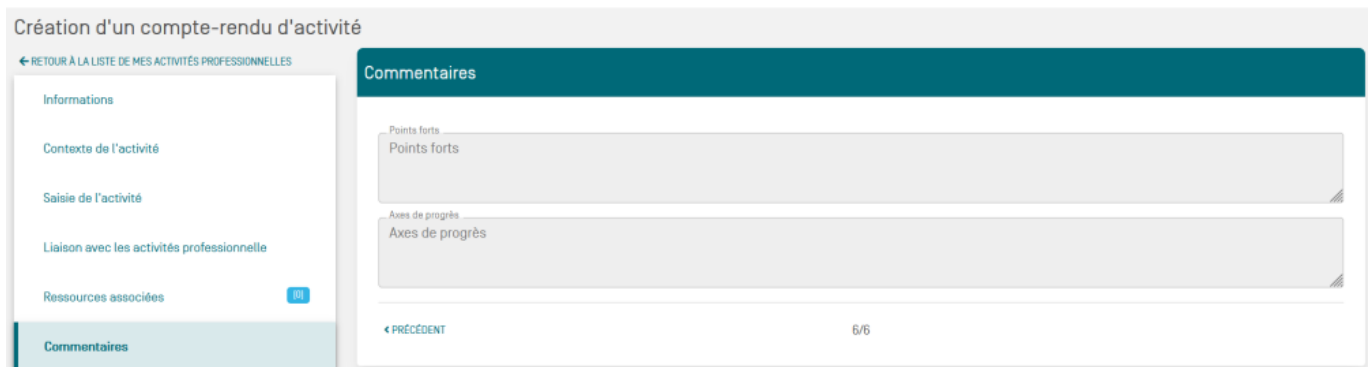 Création d'un compte-rendu d'activité
← RETOUR À LA LISTE DE MES ACTIVITÉS PROFESSIONNELLES
Informations
Contexte de l'activité
Saisie de l'activité
Liaison avec les activités professionnelle
Ressources associées (0)
Commentaires
Commentaires
Points forts
Points forts
Axes de progrès
Axes de progrès
< PRÉCÉDENT 6/6